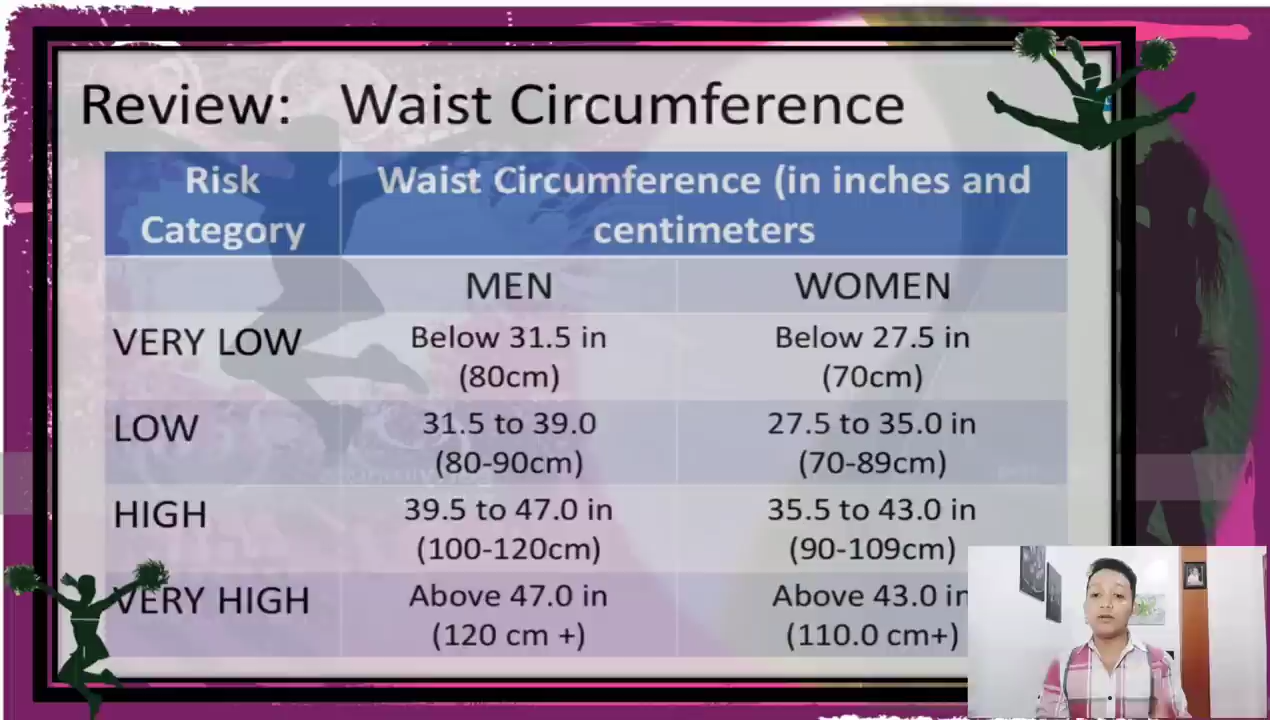 Review: Waist Circumference
Risk Category
Waist Circumference (in inches and centimeters
MEN WOMEN
VERY LOW
Below 31.5 in (80cm)
Below 27.5 in (70cm)
LOW
31.5 to 39.0 (80-90cm)
27.5 to 35.0 in (70-89cm)
HIGH
39.5 to 47.0 in (100-120cm)
35.5 to 43.0 in (90-109cm)
VERY HIGH
Above 47.0 in (120 cm +)
Above 43.0 in (110.0 cm+)